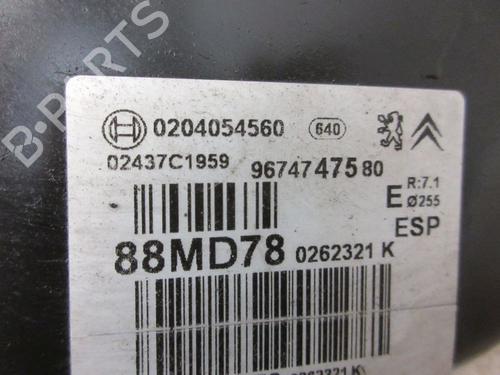 B-PARTS
0204054560 640
02437C1959
9674747580
E R:7.1
Ø255
ESP
88MD78 0262321 K